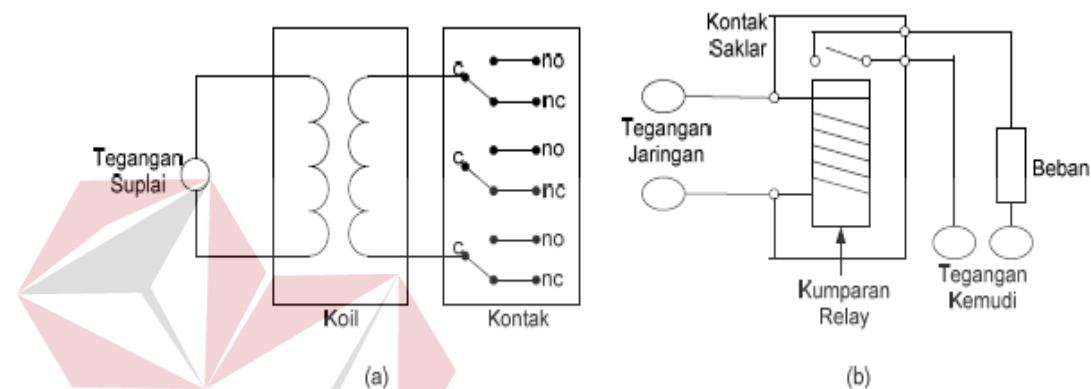 Tegangan
Suplai
c
no
nc
c
no
nc
c
no
nc
Koil
Kontak
(a)
Kontak
Saklar
Tegangan
Jaringan
Beban
Kumparan
Relay
Tegangan
Kemudi
(b)